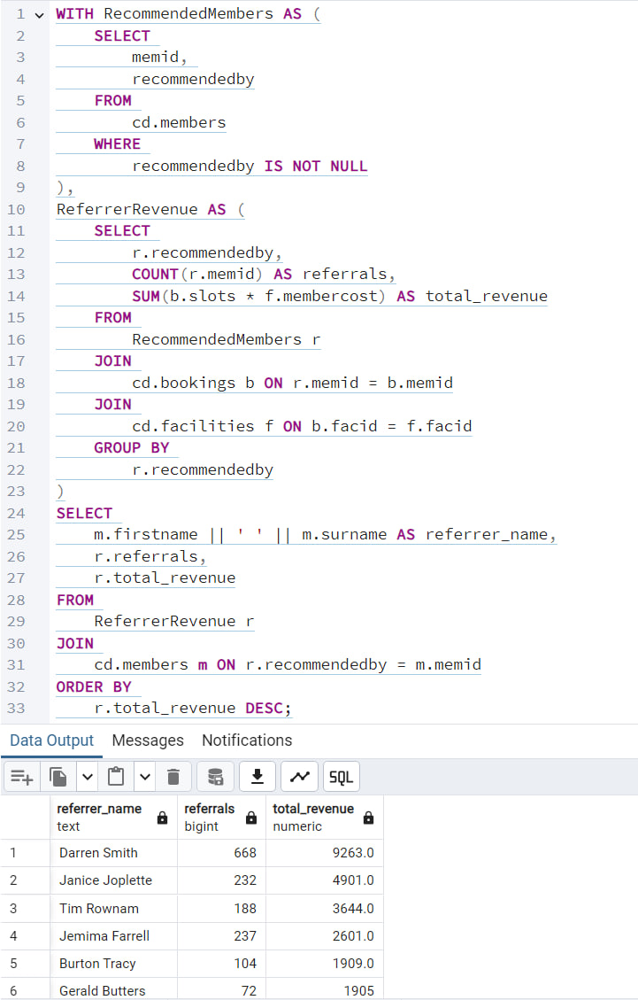 1 WITH RecommendedMembers AS (
2 SELECT
3 memid,
4 recommendedby
5 FROM
6 cd.members
7 WHERE
8 recommendedby IS NOT NULL
9 ),
10 ReferrerRevenue AS (
11 SELECT
12 r.recommendedby,
13 COUNT(r.memid) AS referrals,
14 SUM(b.slots * f.membercost) AS total_revenue
15 FROM
16 RecommendedMembers r
17 JOIN
18 cd.bookings b ON r.memid = b.memid
19 JOIN
20 cd.facilities f ON b.facid = f.facid
21 GROUP BY
22 r.recommendedby
23 )
24 SELECT
25 m.firstname || ' ' || m.surname AS referrer_name,
26 r.referrals,
27 r.total_revenue
28 FROM
29 ReferrerRevenue r
30 JOIN
31 cd.members m ON r.recommendedby = m.memid
32 ORDER BY
33 r.total_revenue DESC;
Data Output Messages Notifications
SQL
referrer_name referrals total_revenue
text bigint numeric
1 Darren Smith 668 9263.0
2 Janice Joplette 232 4901.0
3 Tim Rownam 188 3644.0
4 Jemima Farrell 237 2601.0
5 Burton Tracy 104 1909.0
6 Gerald Butters 72 1905